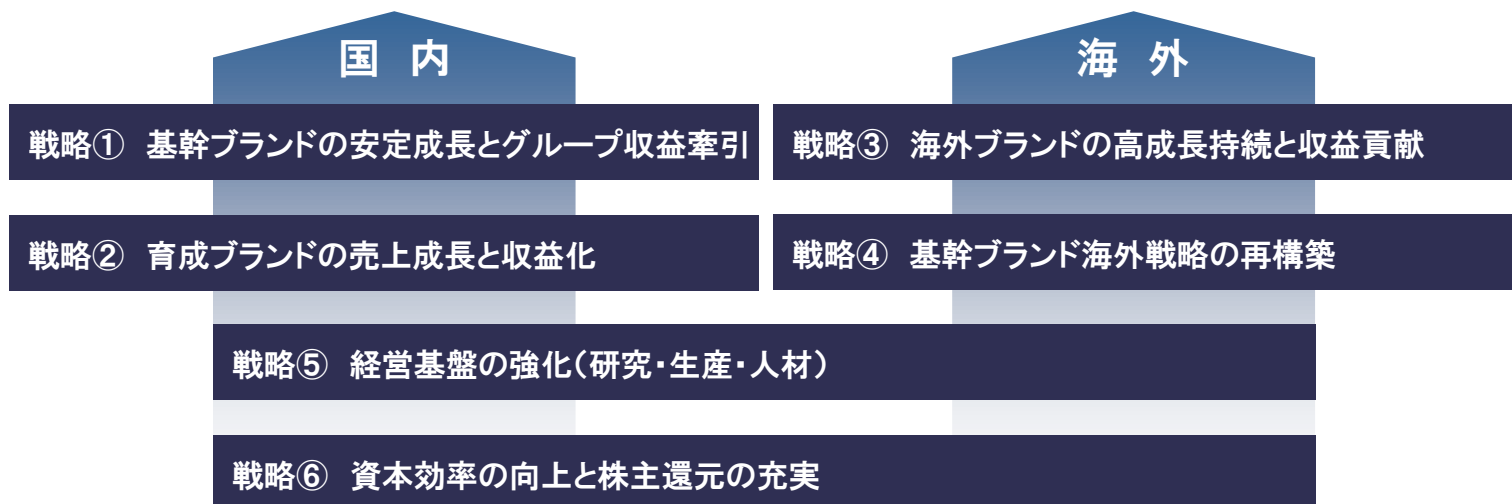 国 内
海 外
戦略① 基幹ブランドの安定成長とグループ収益牽引
戦略③ 海外ブランドの高成長持続と収益貢献
戦略② 育成ブランドの売上成長と収益化
戦略④ 基幹ブランド海外戦略の再構築
戦略⑤ 経営基盤の強化（研究・生産・人材）
戦略⑥ 資本効率の向上と株主還元の充実